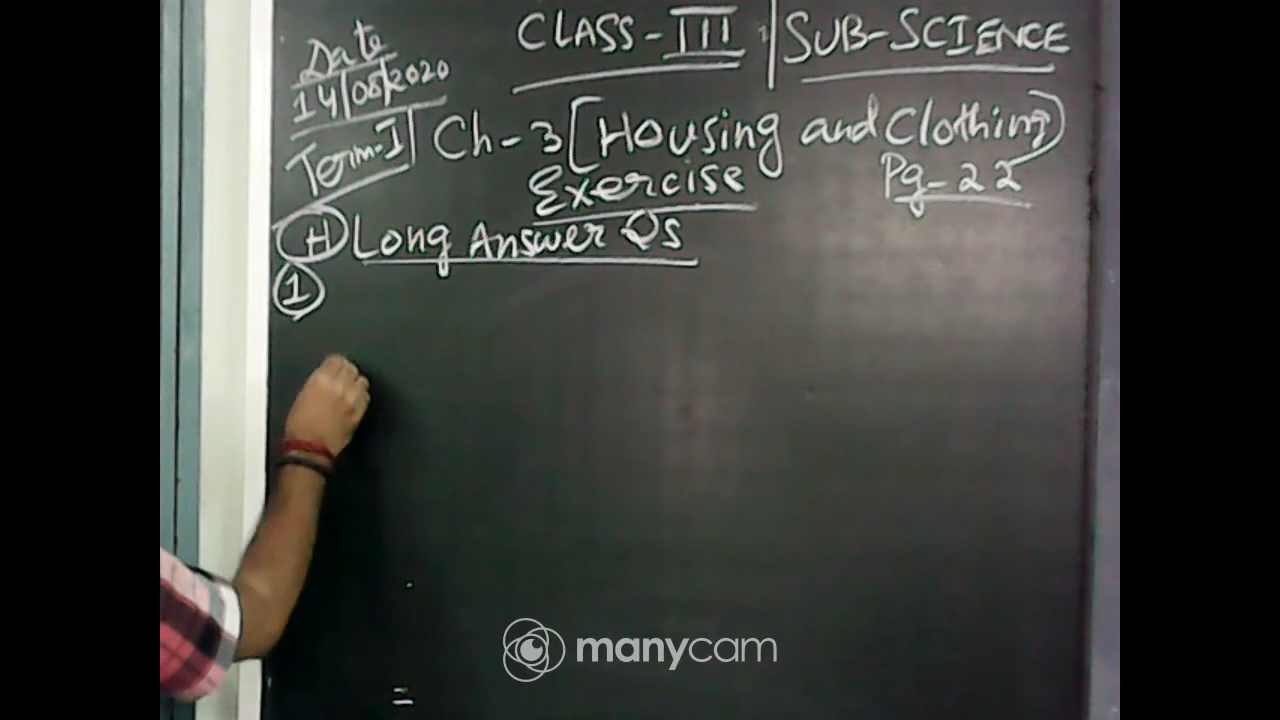 CLASS-III | SUB-SCIENCE
Date
14/05/2020
Term-I
Ch-3 [Housing and Clothing)
Exercise
Pg-22
(H) Long Answer Qs
(1)
=
manycam